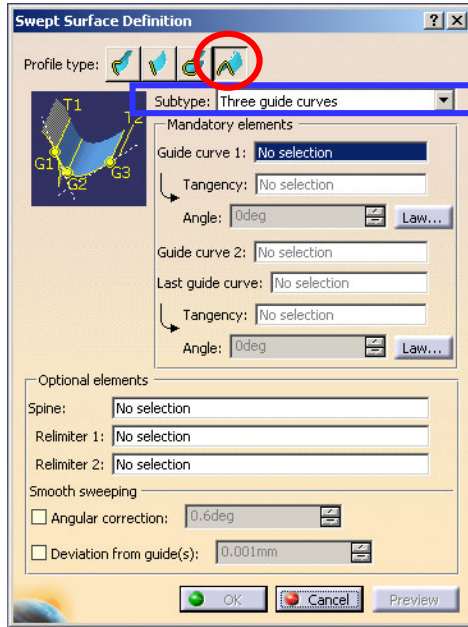 Swept Surface Definition
Profile type:
Subtype: Three guide curves
T1
T2
G1
G2
G3
Mandatory elements
Guide curve 1: No selection
Tangency: No selection
Angle: 0deg Law...
Guide curve 2: No selection
Last guide curve: No selection
Tangency: No selection
Angle: 0deg Law...
Optional elements
Spine: No selection
Relimiter 1: No selection
Relimiter 2: No selection
Smooth sweeping
Angular correction: 0.6deg
Deviation from guide(s): 0.001mm
OK Cancel Preview